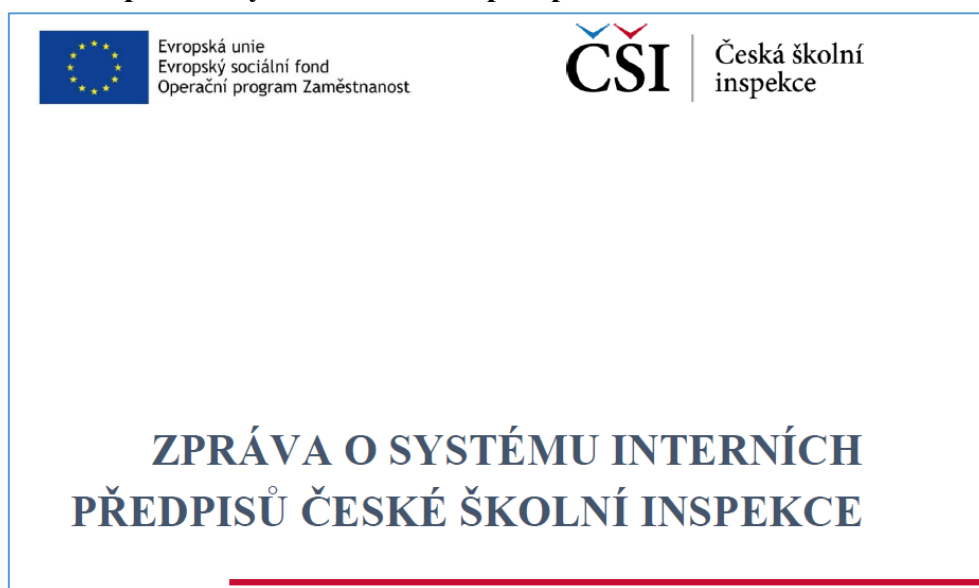 Evropská unie
Evropský sociální fond
Operační program Zaměstnanost
ČŠI
Česká školní
inspekce
ZPRÁVA O SYSTÉMU INTERNÍCH
PŘEDPISŮ ČESKÉ ŠKOLNÍ INSPEKCE